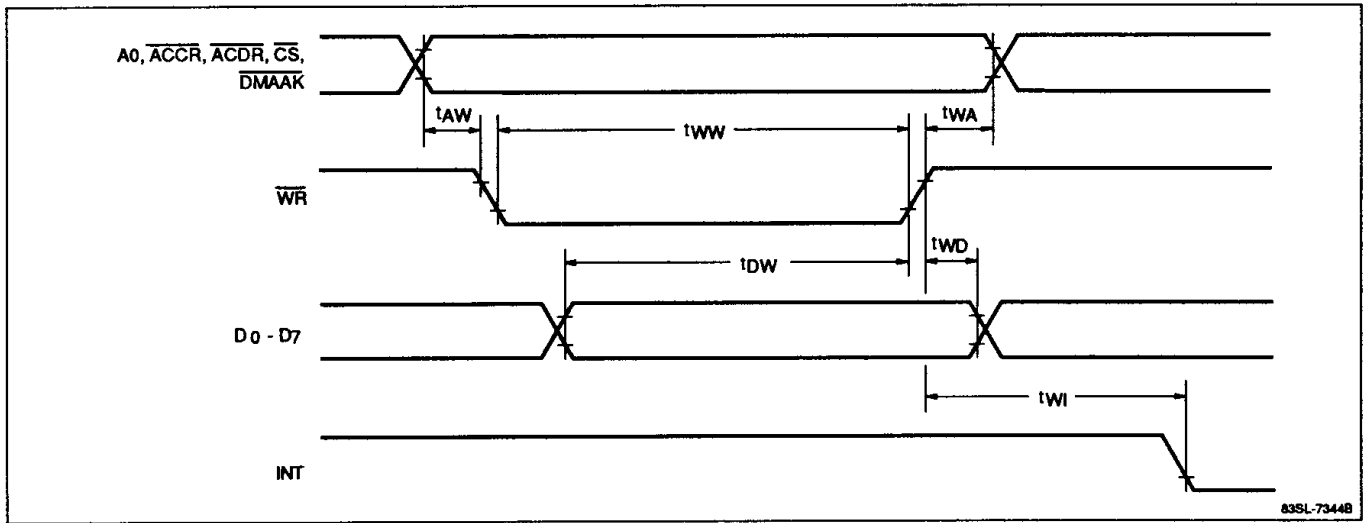 A0, ACCR, ACDR, CS,
DMAAK
tAW
tWW
tWA
WR
tWD
tDW
D0 - D7
tWI
INT
83SL-7344B